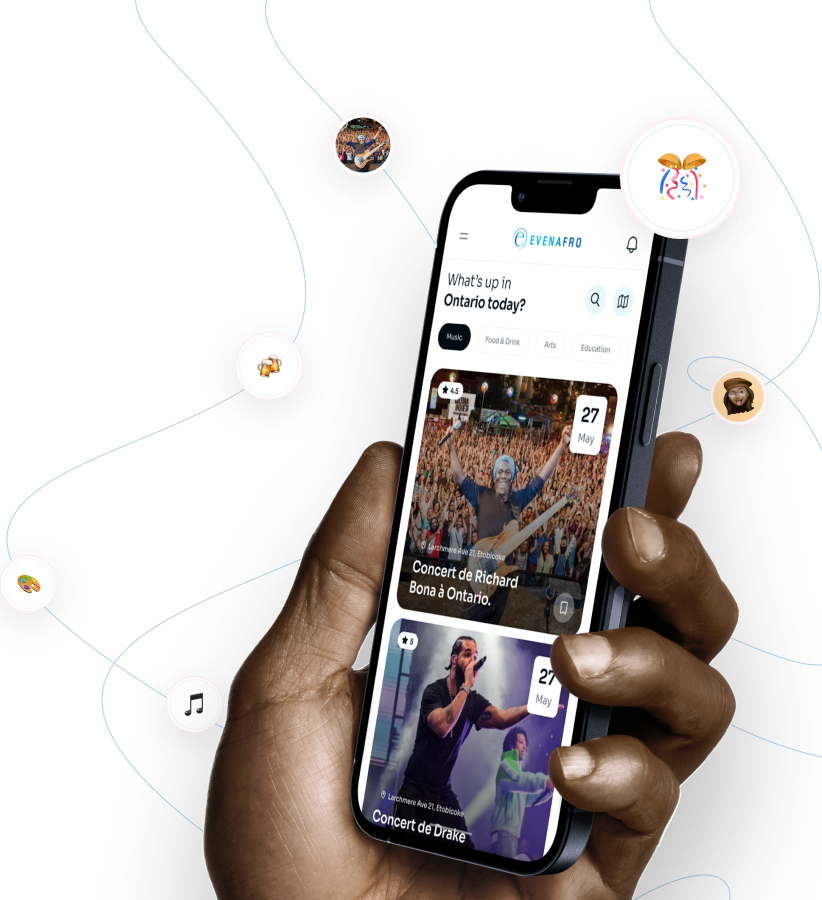 EVENAFRO
What's up in
Ontario today?
Music
Food & Drink
Arts
Education
4.5
27
May
Larchmere Ave 21, Etobicoke
Concert de Richard
Bona à Ontario.
5
27
May
Larchmere Ave 21, Etobicoke
Concert de Drake